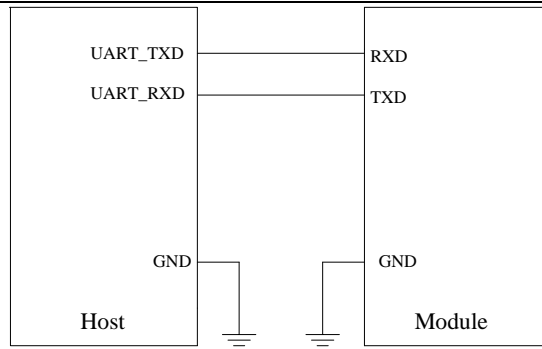 UART_TXD
RXD
UART_RXD
TXD
GND
GND
Host
Module